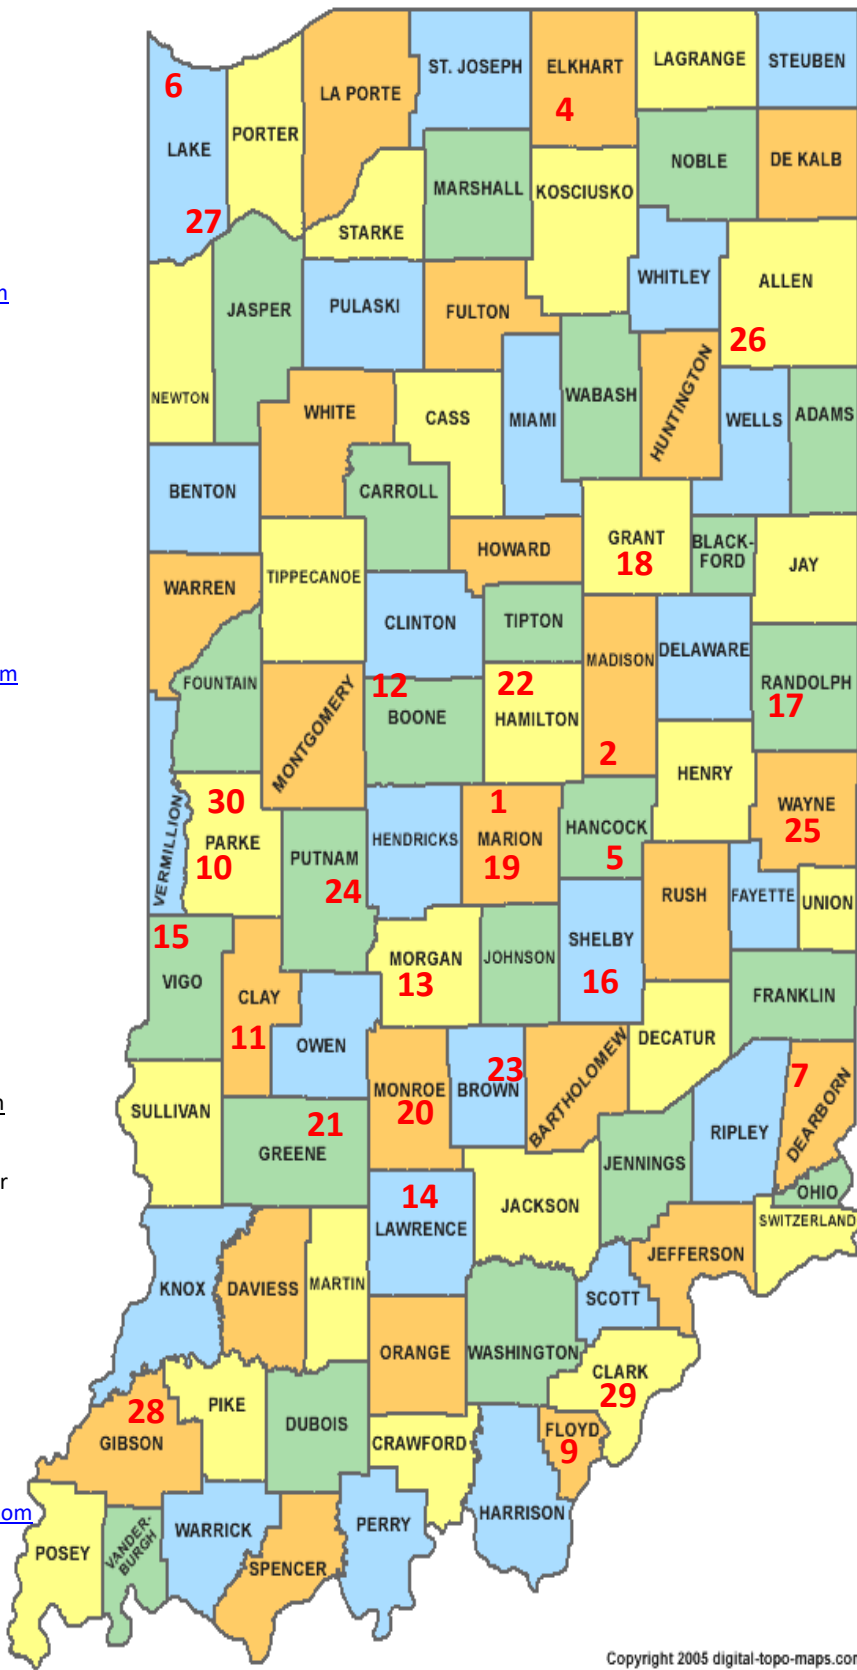 ST. JOSEPH
ELKHART
LAGRANGE
STEUBEN
6
LA PORTE
4
PORTER
LAKE
NOBLE
DE KALB
MARSHALL
KOSCIUSKO
27
STARKE
WHITLEY
ALLEN
m
JASPER
PULASKI
FULTON
26
NEWTON
WHITE
CASS
MIAMI
WABASH
HUNTINGTON
WELLS
ADAMS
BENTON
CARROLL
GRANT
18
BLACK-
FORD
HOWARD
JAY
WARREN
TIPPECANOE
CLINTON
TIPTON
MADISON
DELAWARE
om
FOUNTAIN
12
22
RANDOLPH
17
MONTGOMERY
BOONE
HAMILTON
2
HENRY
30
1
WAYNE
25
VERMILLION
PARKE
10
HENDRICKS
MARION
19
HANCOCK
5
PUTNAM
24
RUSH
FAYETTE
UNION
15
VIGO
CLAY
11
MORGAN
13
JOHNSON
SHELBY
16
FRANKLIN
OWEN
DECATUR
23
BARTHOLOMEW
7
DEARBORN
n
SULLIVAN
MONROE
20
BROWN
21
GREENE
RIPLEY
JENNINGS
r
14
LAWRENCE
JACKSON
OHIO
SWITZERLAND
KNOX
DAVIESS
MARTIN
JEFFERSON
SCOTT
ORANGE
WASHINGTON
CLARK
29
28
GIBSON
PIKE
DUBOIS
CRAWFORD
FLOYD
9
om
POSEY
VANDER-
BURGH
WARRICK
SPENCER
PERRY
HARRISON
Copyright 2005 digital-topo-maps.com